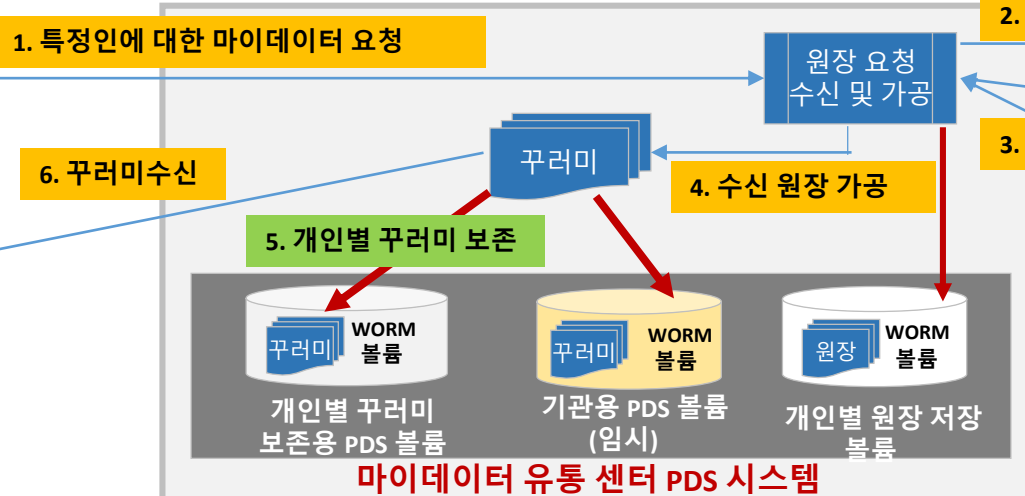 2.
1. 특정인에 대한 마이데이터 요청
원장 요청
수신 및 가공
3.
꾸러미
6. 꾸러미수신
4. 수신 원장 가공
5. 개인별 꾸러미 보존
꾸러미
WORM
볼륨
꾸러미
WORM
볼륨
원장
WORM
볼륨
개인별 꾸러미
보존용 PDS 볼륨
기관용 PDS 볼륨
(임시)
개인별 원장 저장
볼륨
마이데이터 유통 센터 PDS 시스템